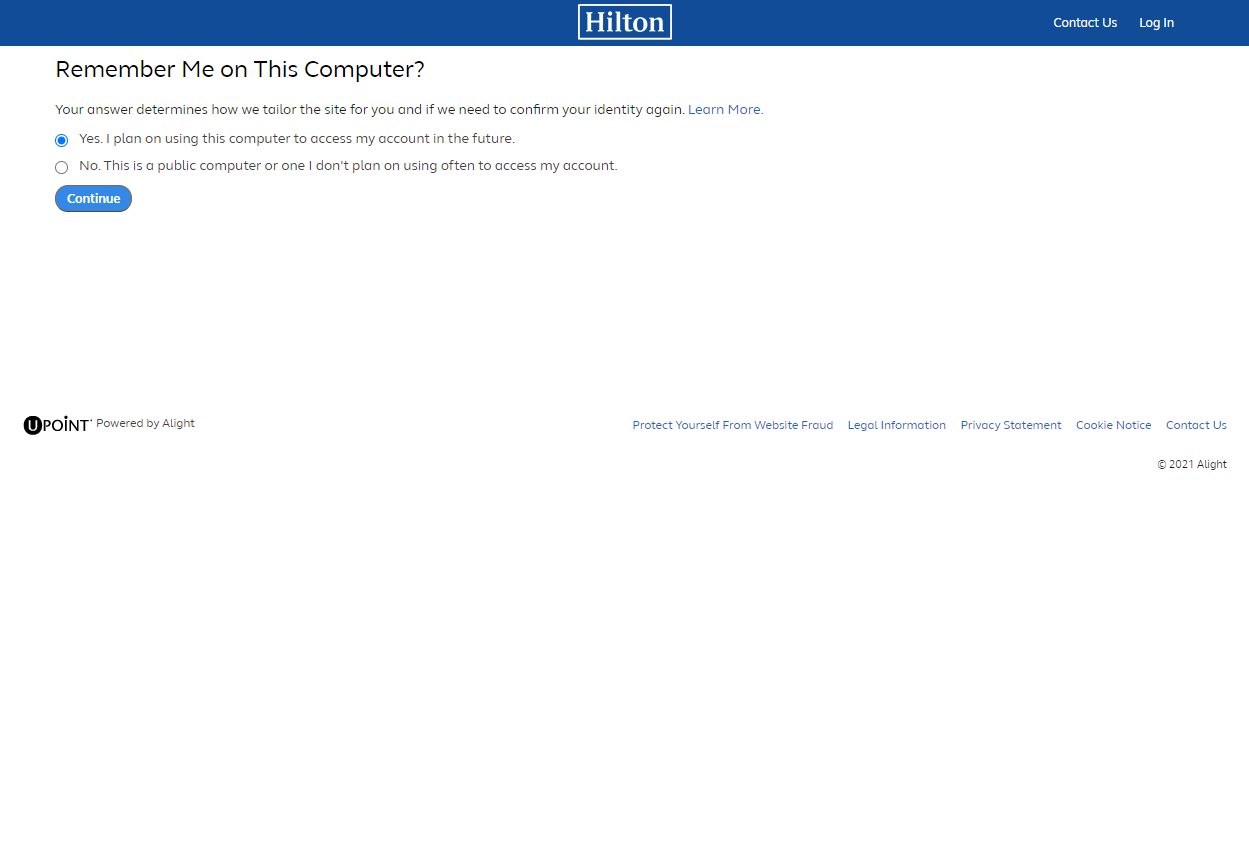 Hilton
Contact Us
Log In
Remember Me on This Computer?
Your answer determines how we tailor the site for you and if we need to confirm your identity again. Learn More.
Yes. I plan on using this computer to access my account in the future.
No. This is a public computer or one I don't plan on using often to access my account.
Continue
UPOINT Powered by Alight
Protect Yourself From Website Fraud Legal Information Privacy Statement Cookie Notice Contact Us
© 2021 Alight